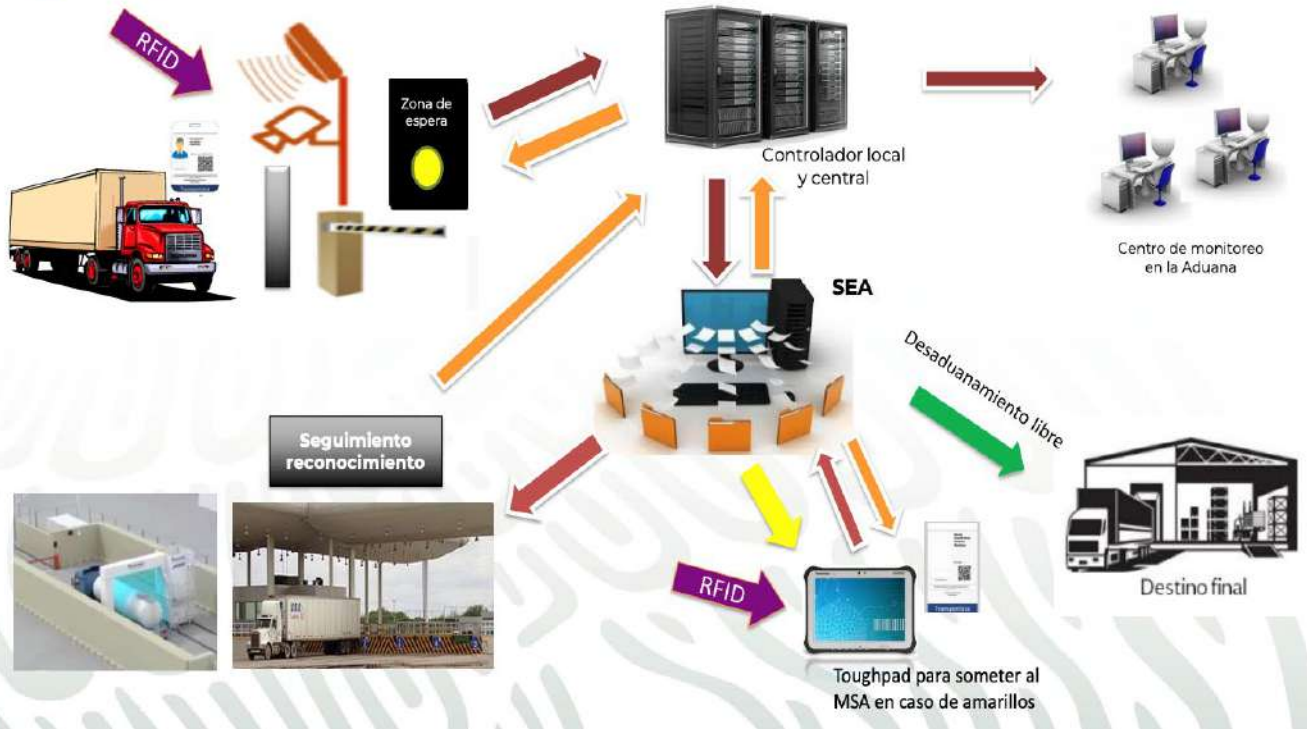 RFID
Zona de
espera
Controlador local
y central
Centro de monitoreo
en la Aduana
SEA
Desaduanamiento libre
Seguimiento
reconocimiento
RFID
Destino final
Toughpad para someter al
MSA en caso de amarillos